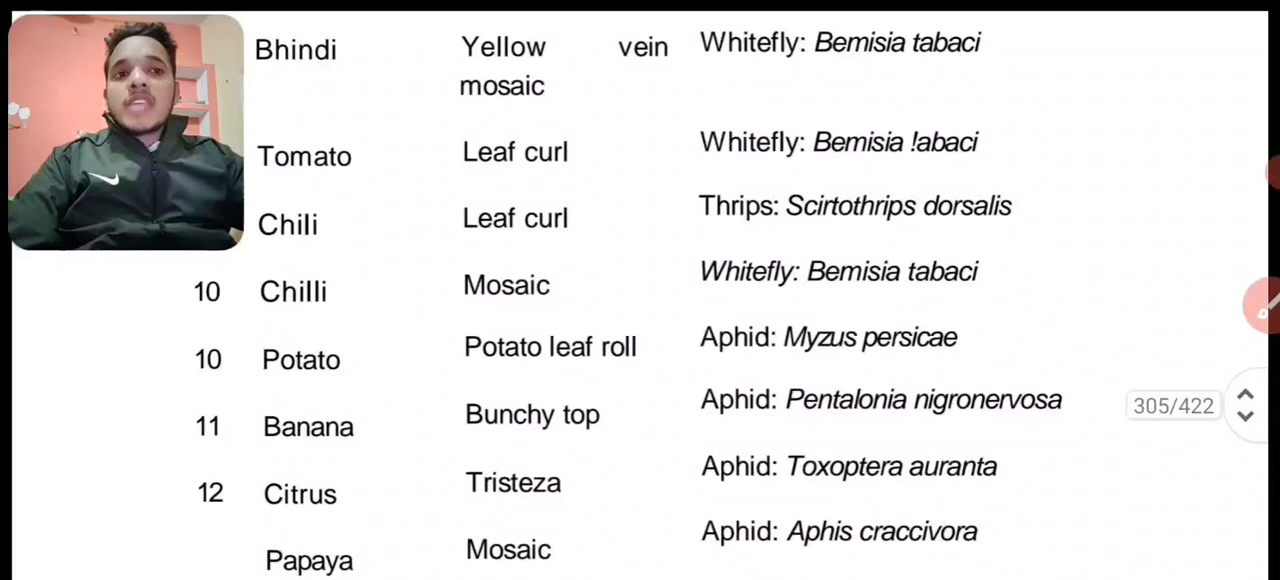 Bhindi Yellow vein mosaic Whitefly: Bemisia tabaci
Tomato Leaf curl Whitefly: Bemisia !abaci
Chili Leaf curl Thrips: Scirtothrips dorsalis
10 Chilli Mosaic Whitefly: Bemisia tabaci
10 Potato Potato leaf roll Aphid: Myzus persicae
11 Banana Bunchy top Aphid: Pentalonia nigronervosa
305/422
12 Citrus Tristeza Aphid: Toxoptera auranta
Papaya Mosaic Aphid: Aphis craccivora